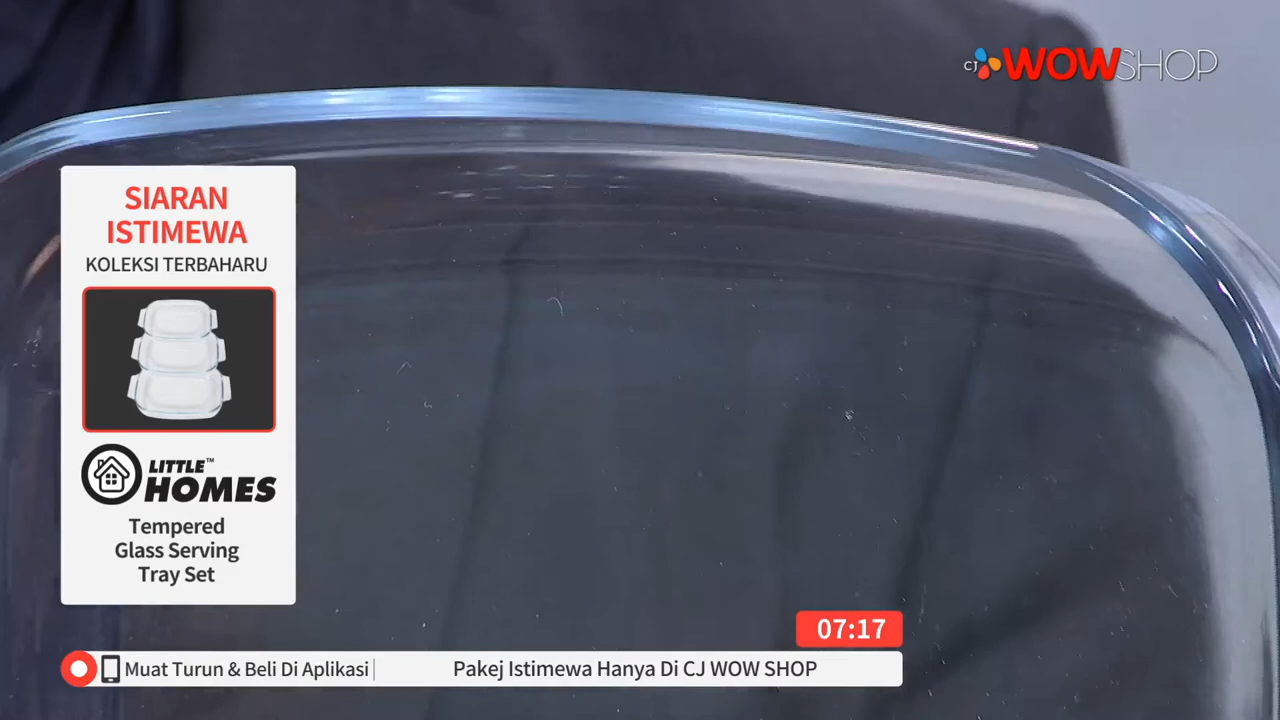 CJ WOWSHOP
SIARAN
ISTIMEWA
KOLEKSI TERBAHARU
LITTLE™
HOMES
Tempered
Glass Serving
Tray Set
07:17
Muat Turun & Beli Di Aplikasi
Pakej Istimewa Hanya Di CJ WOW SHOP